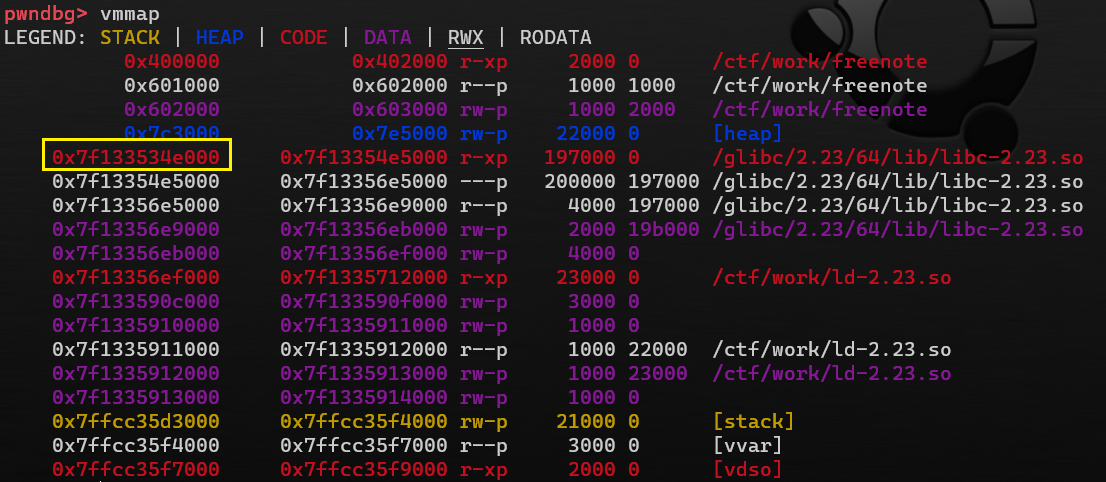 pwndbg> vmmap
LEGEND: STACK | HEAP | CODE | DATA | RWX | RODATA
0x400000 0x402000 r-xp 2000 0 /ctf/work/freenote
0x601000 0x602000 r--p 1000 1000 /ctf/work/freenote
0x602000 0x603000 rw-p 1000 2000 /ctf/work/freenote
0x7c3000 0x7e5000 rw-p 22000 0 [heap]
0x7f133534e000 0x7f13354e5000 r-xp 197000 0 /glibc/2.23/64/lib/libc-2.23.so
0x7f13354e5000 0x7f13356e5000 ---p 200000 197000 /glibc/2.23/64/lib/libc-2.23.so
0x7f13356e5000 0x7f13356e9000 r--p 4000 197000 /glibc/2.23/64/lib/libc-2.23.so
0x7f13356e9000 0x7f13356eb000 rw-p 2000 19b000 /glibc/2.23/64/lib/libc-2.23.so
0x7f13356eb000 0x7f13356ef000 rw-p 4000 0
0x7f13356ef000 0x7f1335712000 r-xp 23000 0 /ctf/work/ld-2.23.so
0x7f133590c000 0x7f133590f000 rw-p 3000 0
0x7f1335910000 0x7f1335911000 rw-p 1000 0
0x7f1335911000 0x7f1335912000 r--p 1000 22000 /ctf/work/ld-2.23.so
0x7f1335912000 0x7f1335913000 rw-p 1000 23000 /ctf/work/ld-2.23.so
0x7f1335913000 0x7f1335914000 rw-p 1000 0
0x7ffcc35d3000 0x7ffcc35f4000 rw-p 21000 0 [stack]
0x7ffcc35f4000 0x7ffcc35f7000 r--p 3000 0 [vvar]
0x7ffcc35f7000 0x7ffcc35f9000 r-xp 2000 0 [vdso]